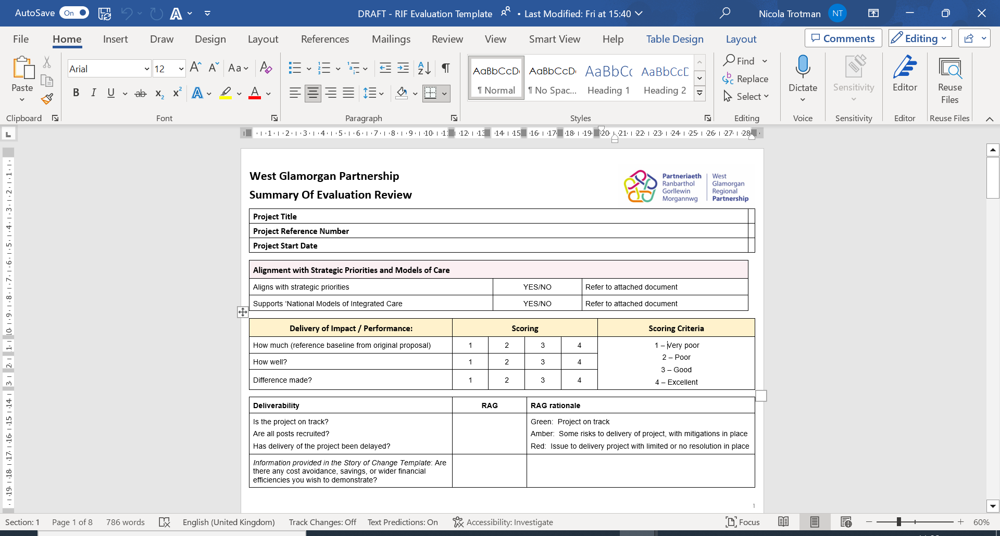 AutoSave On
DRAFT - RIF Evaluation Template • Last Modified: Fri at 15:40
Nicola Trotman NT
File Home Insert Draw Design Layout References Mailings Review View Smart View Help Table Design Layout
Comments Editing
Paste
Arial 12
Aa
B I U ab x₂ x² A A
AaBbCcDc AaBbCcDc AaBbCc AaBbCcD
¶ Normal ¶ No Spac... Heading 1 Heading 2
Find
Replace
Select
Dictate
Sensitivity
Editor
Reuse Files
Clipboard Font Paragraph Styles Editing Voice Sensitivity Editor Reuse Files
West Glamorgan Partnership
Summary Of Evaluation Review
Partneriaeth
Ranbarthol
Gorllewin
Morgannwg
West
Glamorgan
Regional
Partnership
Project Title
Project Reference Number
Project Start Date
Alignment with Strategic Priorities and Models of Care
Aligns with strategic priorities YES/NO Refer to attached document
Supports ‘National Models of Integrated Care YES/NO Refer to attached document
Delivery of Impact / Performance: Scoring Scoring Criteria
How much (reference baseline from original proposal) 1 2 3 4
How well? 1 2 3 4
Difference made? 1 2 3 4
1 – Very poor
2 – Poor
3 – Good
4 – Excellent
Deliverability RAG RAG rationale
Is the project on track?
Are all posts recruited?
Has delivery of the project been delayed?
Green: Project on track
Amber: Some risks to delivery of project, with mitigations in place
Red: Issue to delivery project with limited or no resolution in place
Information provided in the Story of Change Template: Are
there any cost avoidance, savings, or wider financial
efficiencies you wish to demonstrate?
1
Section: 1 Page 1 of 8 786 words English (United Kingdom) Track Changes: Off Text Predictions: On Accessibility: Investigate Focus 60%